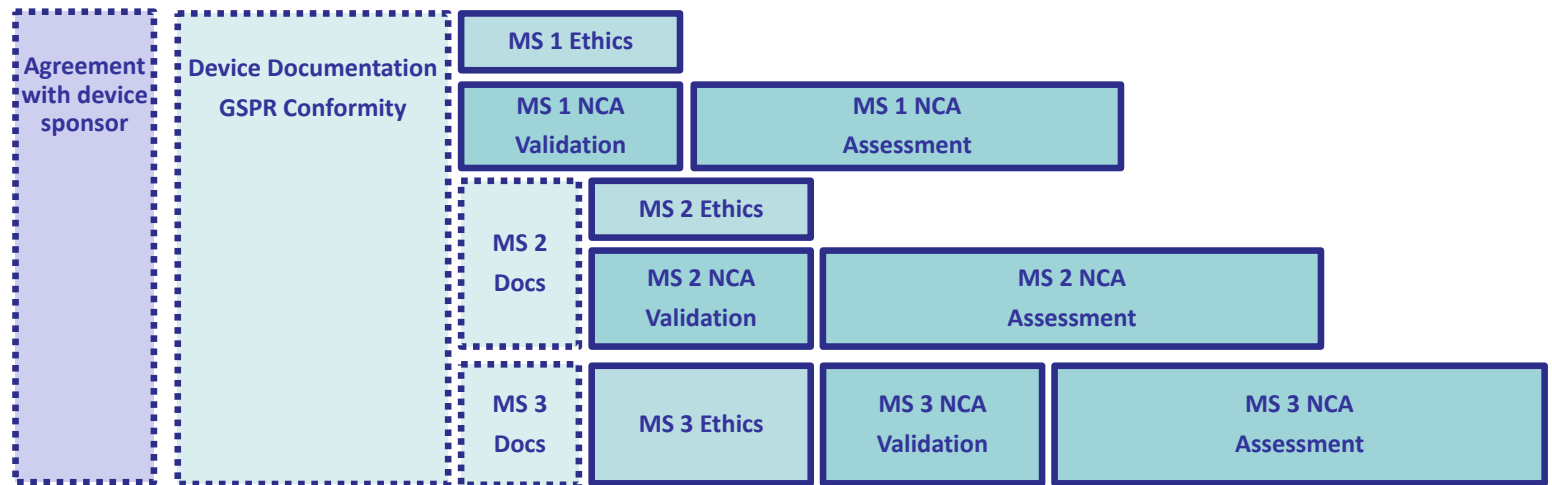 Agreement
with device
sponsor
Device Documentation
GSPR Conformity
MS 1 Ethics
MS 1 NCA
Validation
MS 1 NCA
Assessment
MS 2
Docs
MS 2 Ethics
MS 2 NCA
Validation
MS 2 NCA
Assessment
MS 3
Docs
MS 3 Ethics
MS 3 NCA
Validation
MS 3 NCA
Assessment